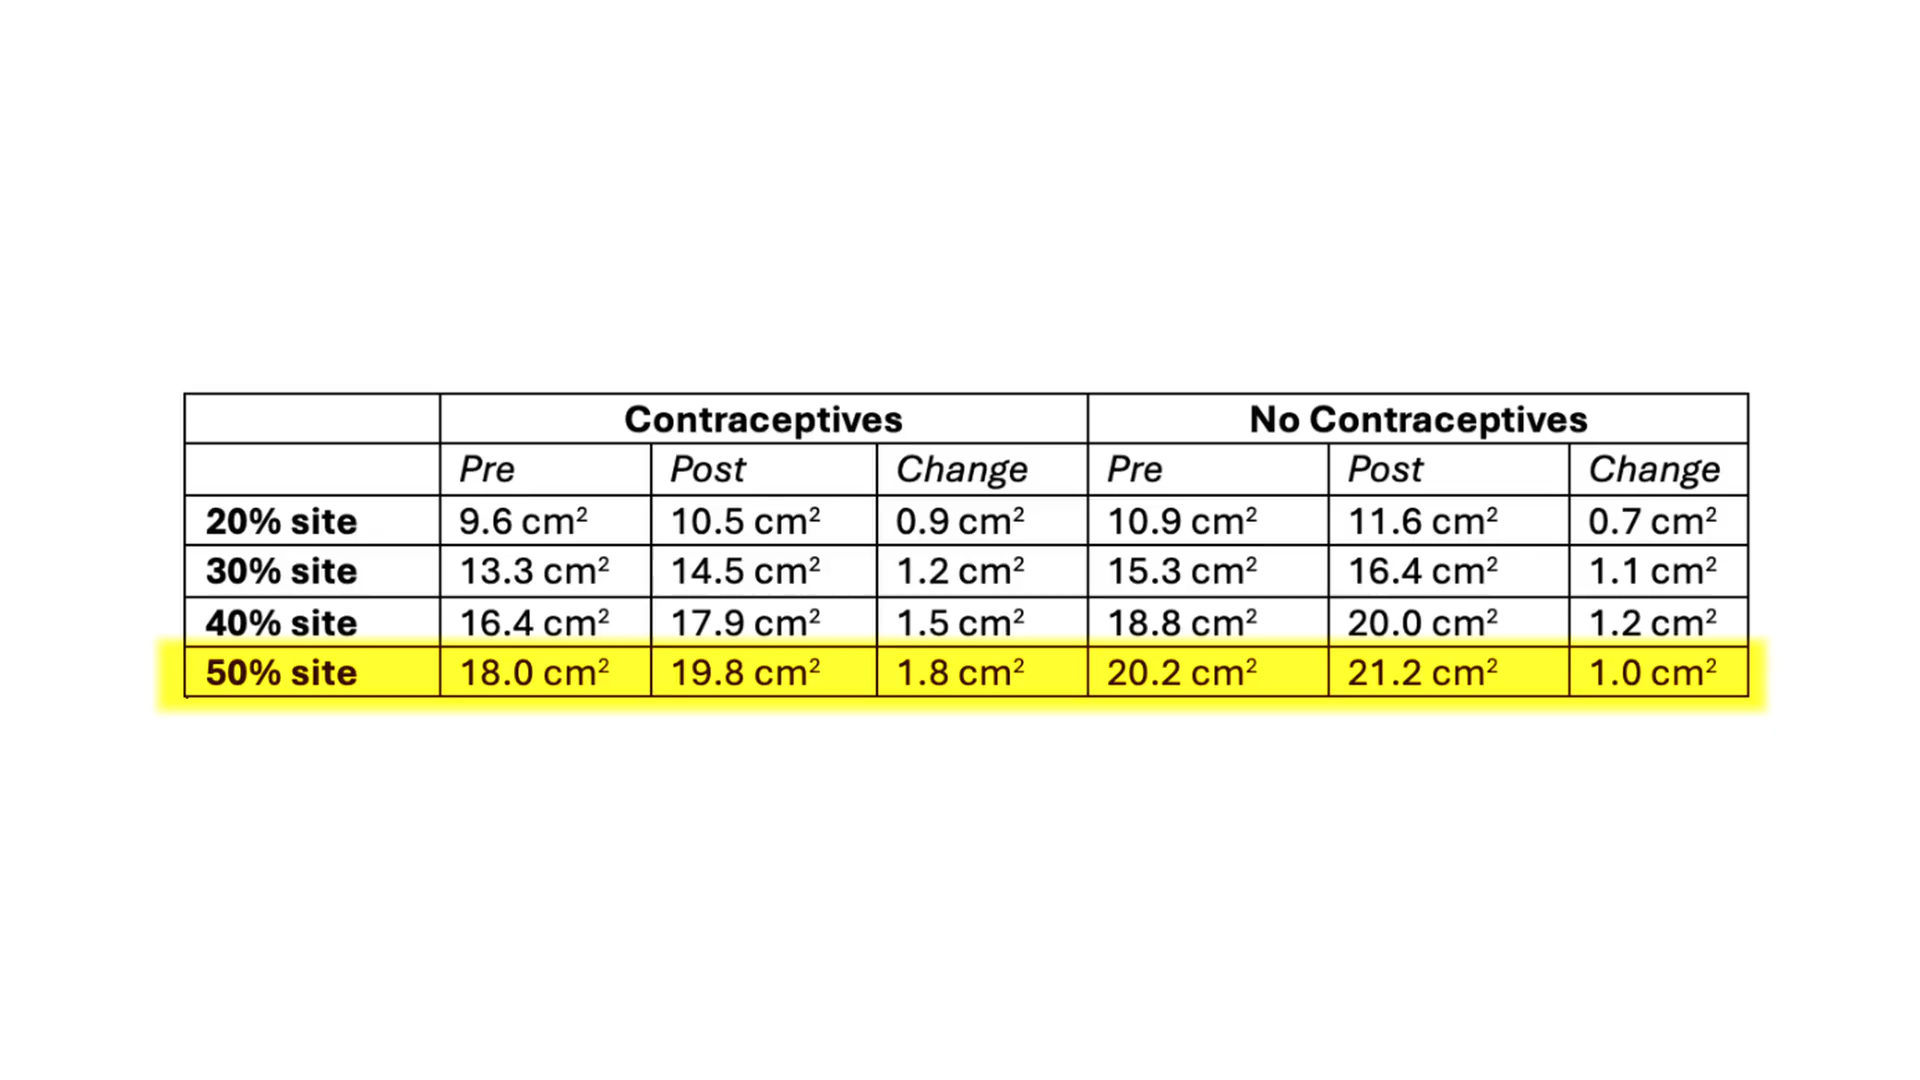 Contraceptives No Contraceptives
Pre Post Change Pre Post Change
20% site 9.6 cm² 10.5 cm² 0.9 cm² 10.9 cm² 11.6 cm² 0.7 cm²
30% site 13.3 cm² 14.5 cm² 1.2 cm² 15.3 cm² 16.4 cm² 1.1 cm²
40% site 16.4 cm² 17.9 cm² 1.5 cm² 18.8 cm² 20.0 cm² 1.2 cm²
50% site 18.0 cm² 19.8 cm² 1.8 cm² 20.2 cm² 21.2 cm² 1.0 cm²